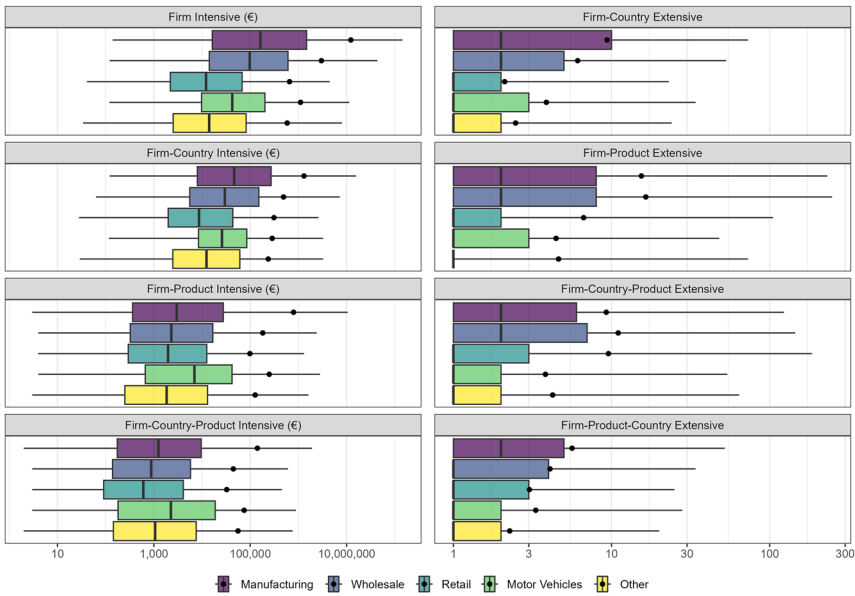 Firm Intensive (€)
Firm-Country Extensive
Firm-Country Intensive (€)
Firm-Product Extensive
Firm-Product Intensive (€)
Firm-Country-Product Extensive
Firm-Country-Product Intensive (€)
Firm-Product-Country Extensive
10 1,000 100,000 10,000,000
1 3 10 30 100 300
Manufacturing Wholesale Retail Motor Vehicles Other